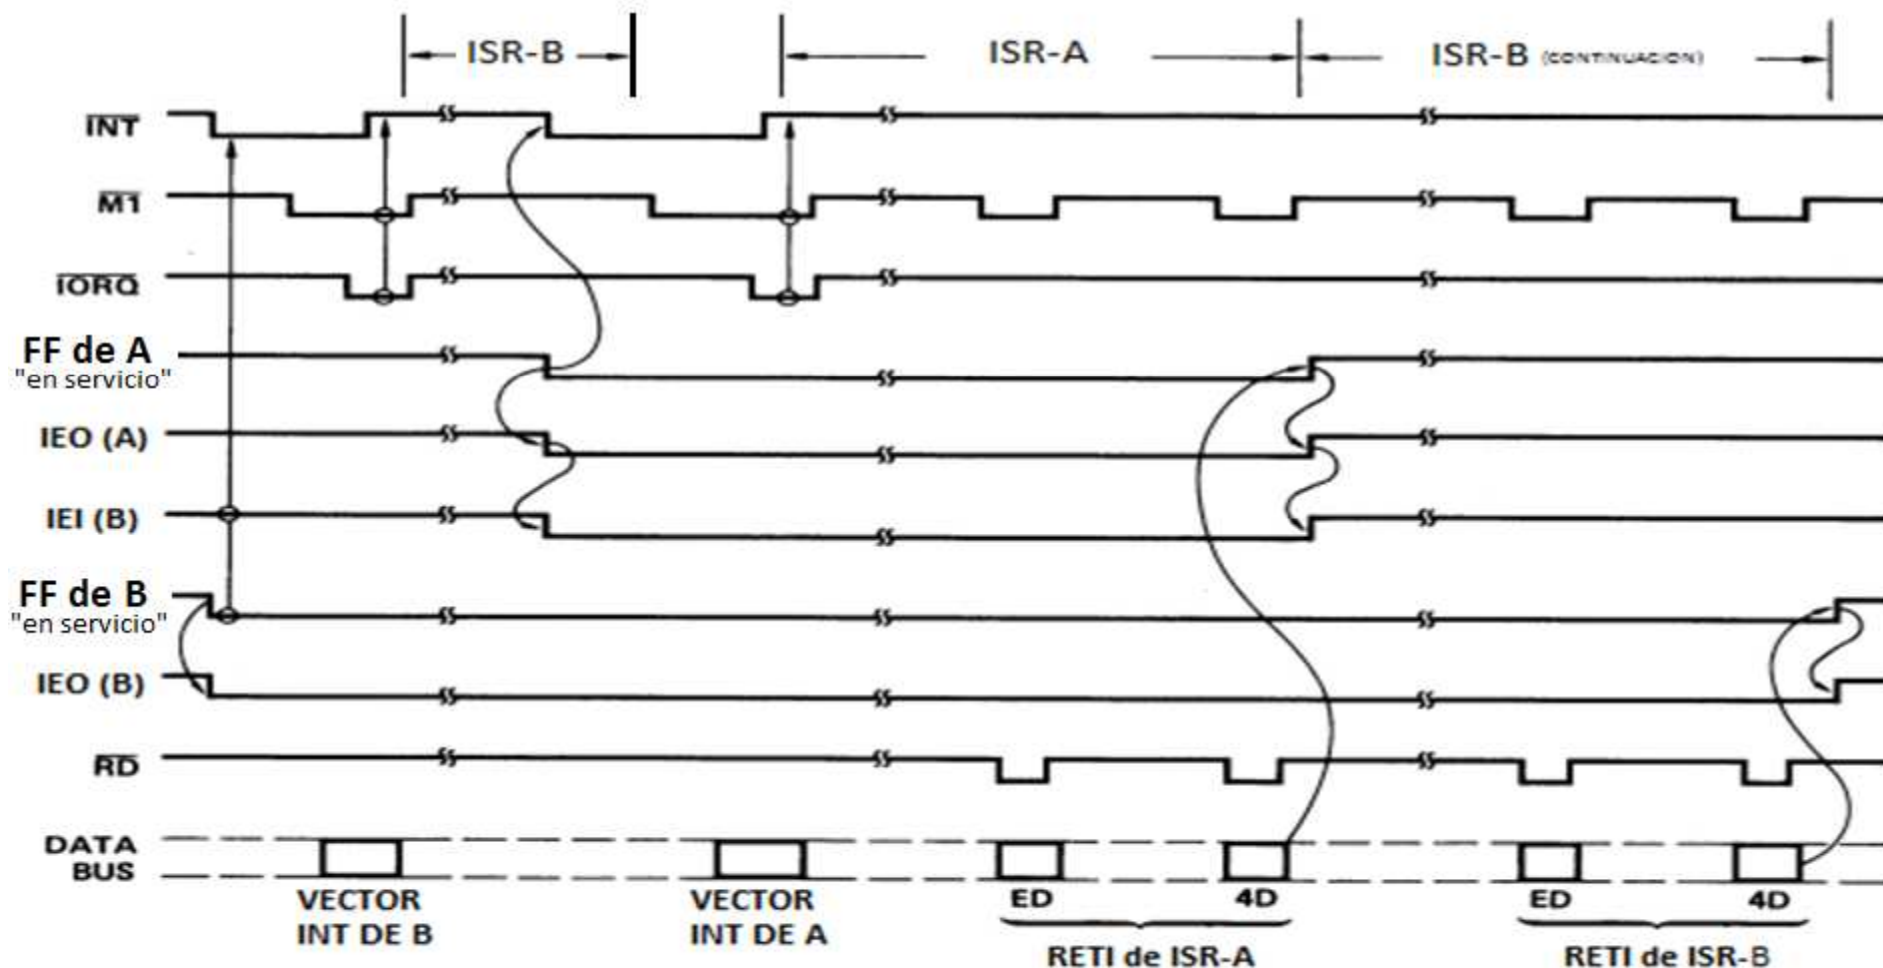 ISR-B
ISR-A
ISR-B (CONTINUACION)
INT
M1
IORQ
FF de A
"en servicio"
IEO (A)
IEI (B)
FF de B
"en servicio"
IEO (B)
RD
DATA
BUS
VECTOR
INT DE B
VECTOR
INT DE A
ED
4D
RETI de ISR-A
ED
4D
RETI de ISR-B